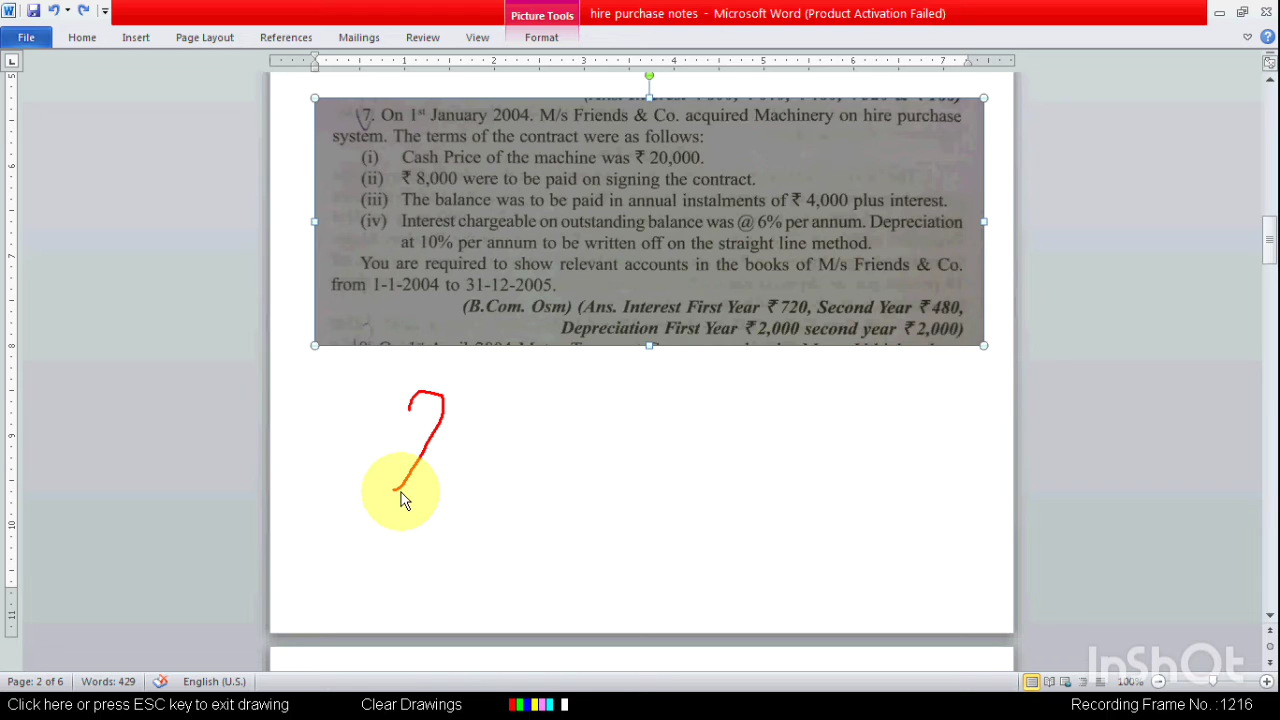 Picture Tools
hire purchase notes - Microsoft Word (Product Activation Failed)
File Home Insert Page Layout References Mailings Review View Format
1 2 3 4 5 6 7
7. On 1st January 2004. M/s Friends & Co. acquired Machinery on hire purchase
system. The terms of the contract were as follows:
(i) Cash Price of the machine was ₹ 20,000.
(ii) ₹ 8,000 were to be paid on signing the contract.
(iii) The balance was to be paid in annual instalments of ₹ 4,000 plus interest.
(iv) Interest chargeable on outstanding balance was @ 6% per annum. Depreciation
at 10% per annum to be written off on the straight line method.
You are required to show relevant accounts in the books of M/s Friends & Co.
from 1-1-2004 to 31-12-2005.
(B.Com. Osm) (Ans. Interest First Year ₹ 720, Second Year ₹ 480,
Depreciation First Year ₹ 2,000 second year ₹ 2,000)
InShOt
Page: 2 of 6 Words: 429 English (U.S.) 100%
Click here or press ESC key to exit drawing Clear Drawings Recording Frame No. :1216